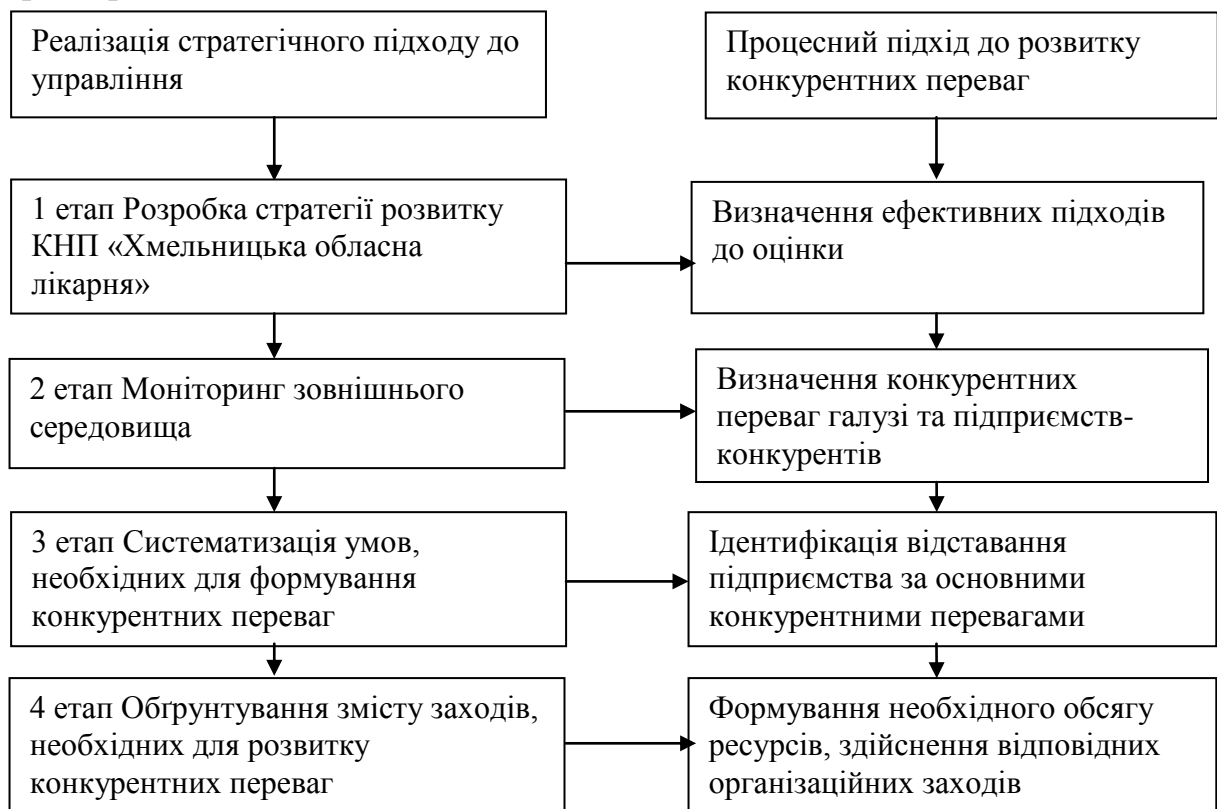 Реалізація стратегічного підходу до
управління
Процесний підхід до розвитку
конкурентних переваг
1 етап Розробка стратегії розвитку
КНП «Хмельницька обласна
лікарня»
Визначення ефективних підходів
до оцінки
2 етап Моніторинг зовнішнього
середовища
Визначення конкурентних
переваг галузі та підприємств-
конкурентів
3 етап Систематизація умов,
необхідних для формування
конкурентних переваг
Ідентифікація відставання
підприємства за основними
конкурентними перевагами
4 етап Обґрунтування змісту заходів,
необхідних для розвитку
конкурентних переваг
Формування необхідного обсягу
ресурсів, здійснення відповідних
організаційних заходів